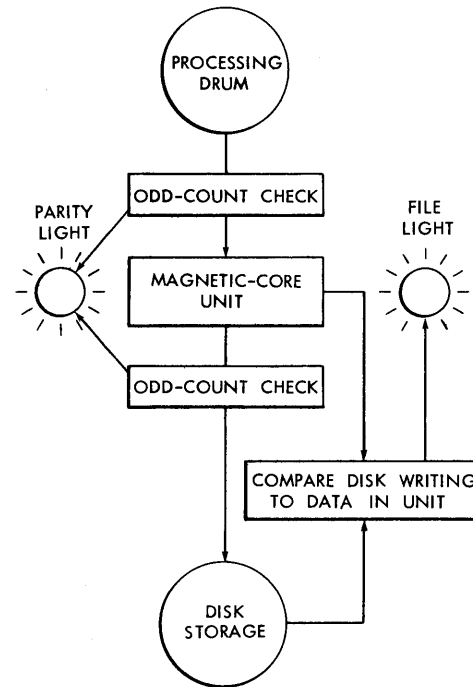 PROCESSING
DRUM
ODD-COUNT CHECK
PARITY
LIGHT
FILE
LIGHT
MAGNETIC-CORE
UNIT
ODD-COUNT CHECK
COMPARE DISK WRITING
TO DATA IN UNIT
DISK
STORAGE